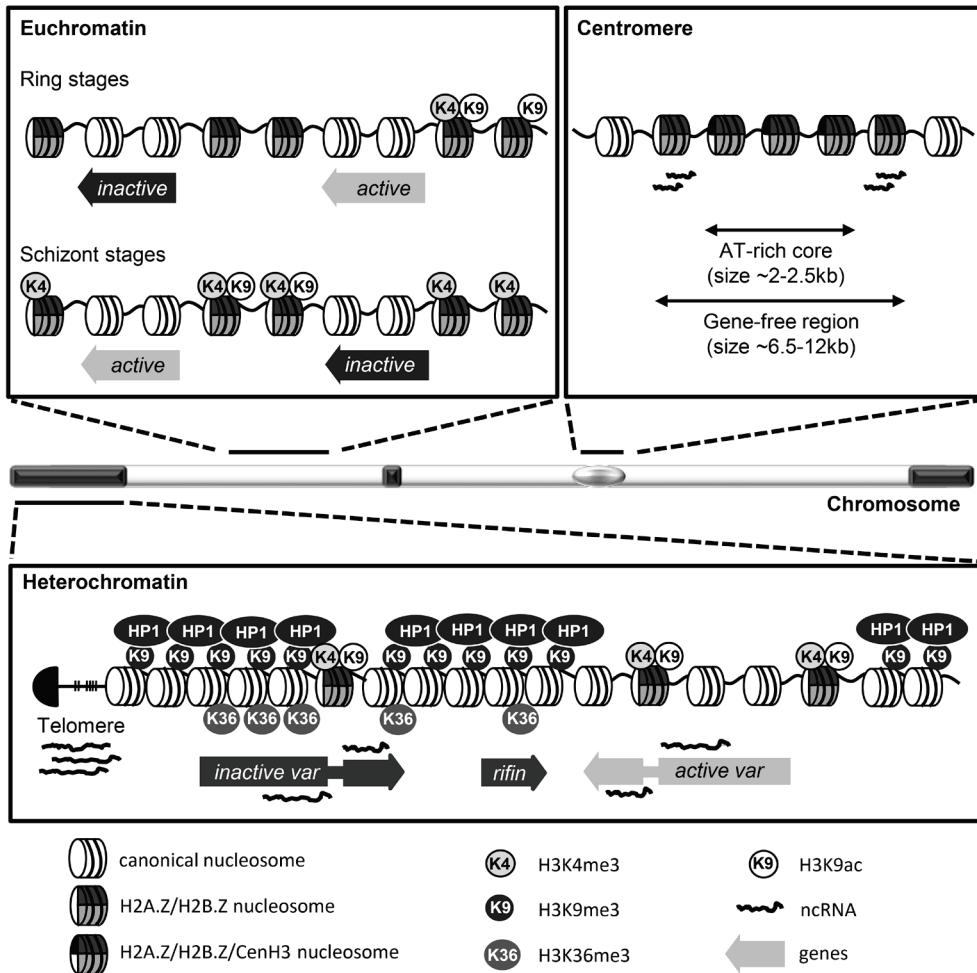 Euchromatin
Ring stages
K4 K9 K9
inactive
active
Schizont stages
K4 K4 K9 K4 K9 K4 K4
active
inactive
Centromere
AT-rich core
(size ~2-2.5kb)
Gene-free region
(size ~6.5-12kb)
Chromosome
Heterochromatin
HP1 HP1 HP1 HP1 HP1 HP1 HP1 HP1 HP1 HP1
K9 K9 K9 K9 K9 K4 K9 K9 K9 K9 K9 K9 K4 K9 K4 K9 K9 K9
K36 K36 K36 K36 K36
Telomere
inactive var
rifin
active var
canonical nucleosome
H2A.Z/H2B.Z nucleosome
H2A.Z/H2B.Z/CenH3 nucleosome
K4 H3K4me3
K9 H3K9me3
K36 H3K36me3
K9 H3K9ac
ncRNA
genes